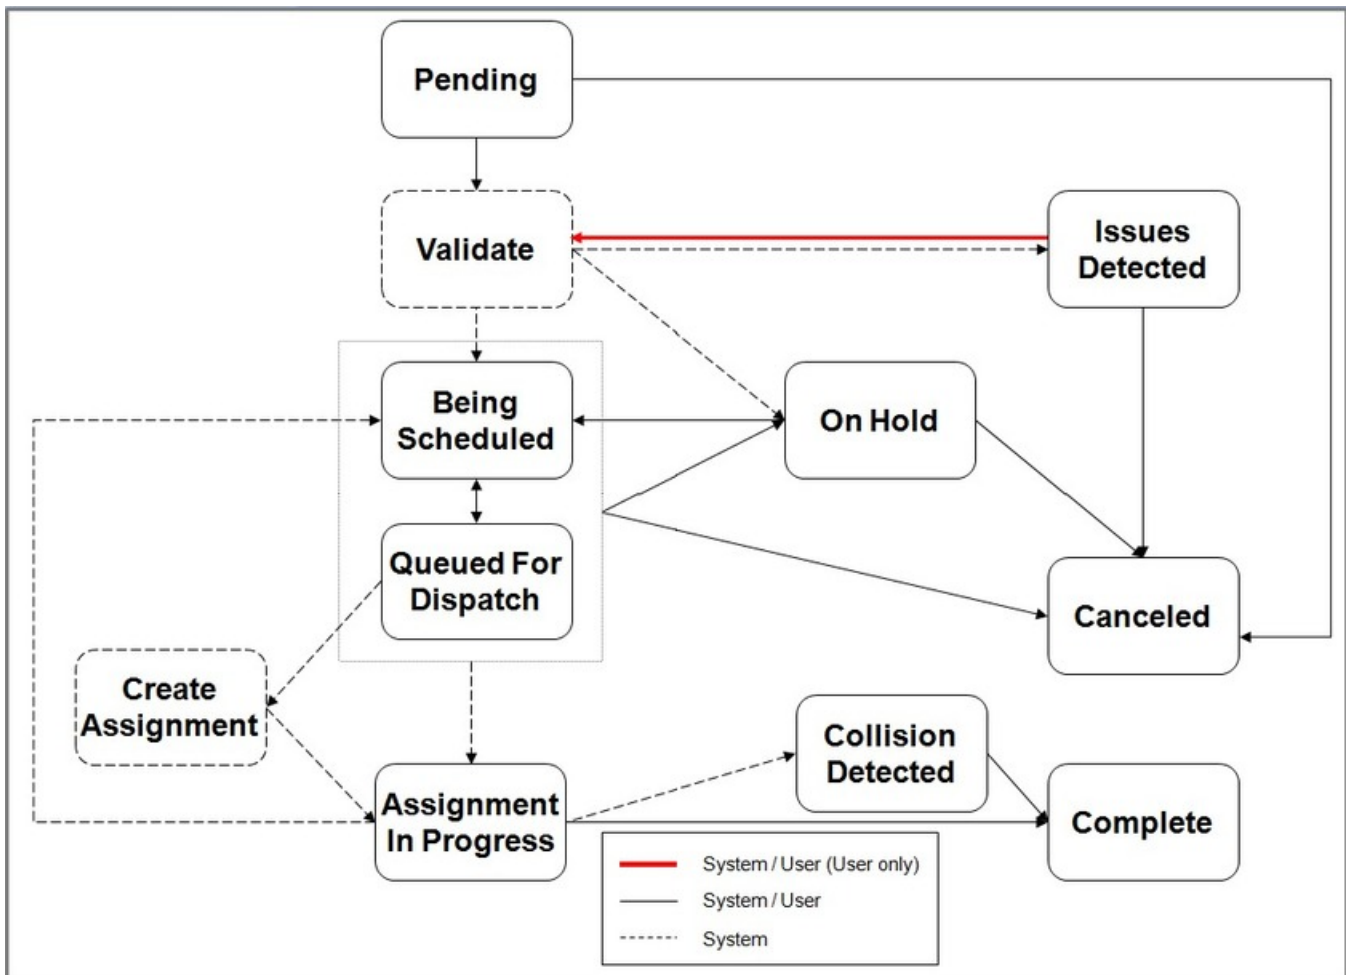 Pending
Validate
Issues
Detected
Being
Scheduled
On Hold
Queued For
Dispatch
Canceled
Create
Assignment
Collision
Detected
Assignment
In Progress
Complete
System / User (User only)
System / User
System